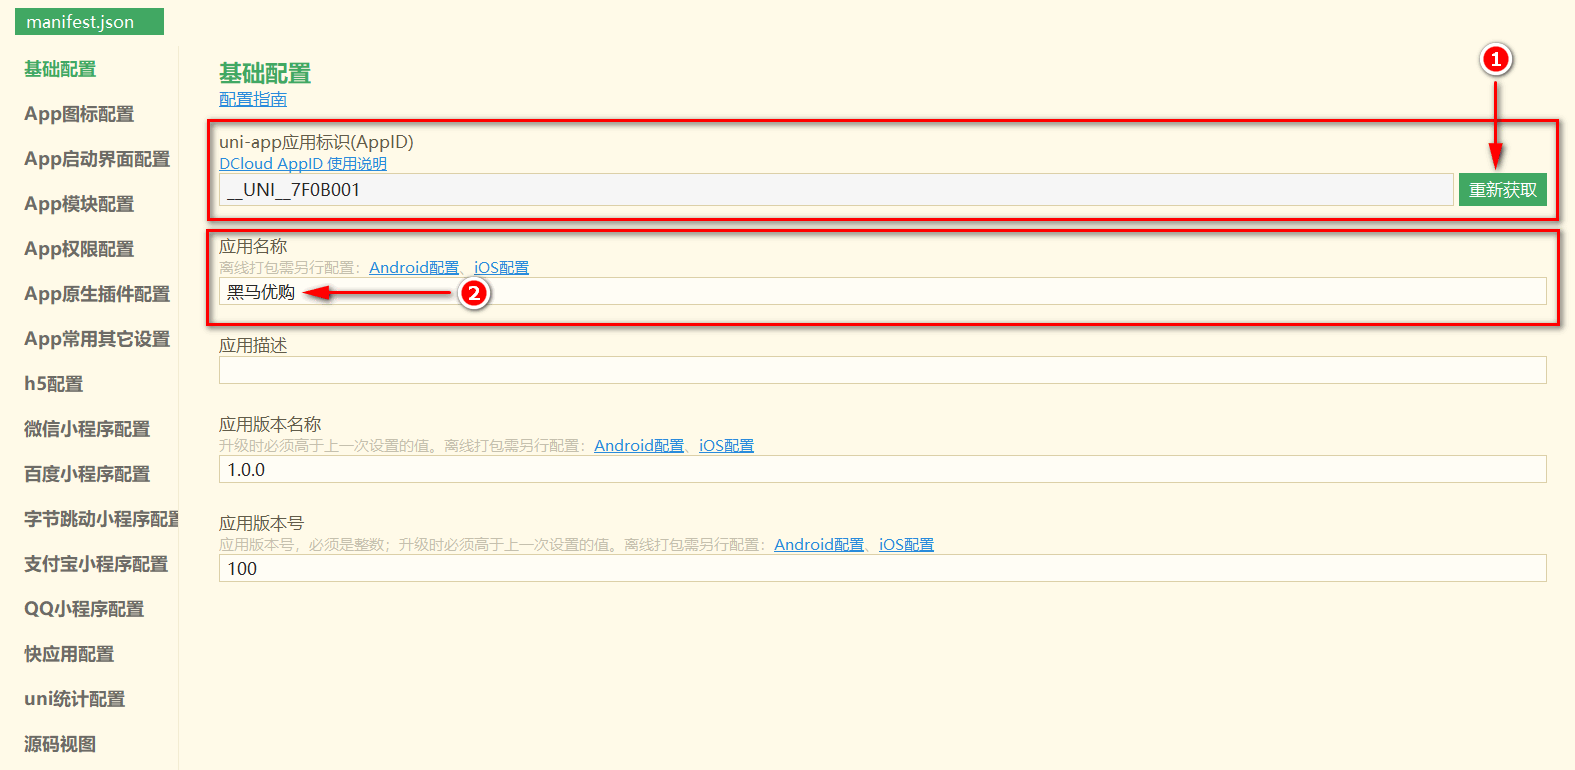 manifest.json
基础配置
App图标配置
App启动界面配置
App模块配置
App权限配置
App原生插件配置
App常用其它设置
h5配置
微信小程序配置
百度小程序配置
字节跳动小程序配置
支付宝小程序配置
QQ小程序配置
快应用配置
uni统计配置
源码视图
基础配置
配置指南
1
uni-app应用标识(AppID)
DCloud AppID 使用说明
__UNI__7F0B001 重新获取
应用名称
离线打包需另行配置：Android配置、iOS配置
黑马优购 2
应用描述
应用版本名称
升级时必须高于上一次设置的值。离线打包需另行配置：Android配置、iOS配置
1.0.0
应用版本号
应用版本号，必须是整数；升级时必须高于上一次设置的值。离线打包需另行配置：Android配置、iOS配置
100